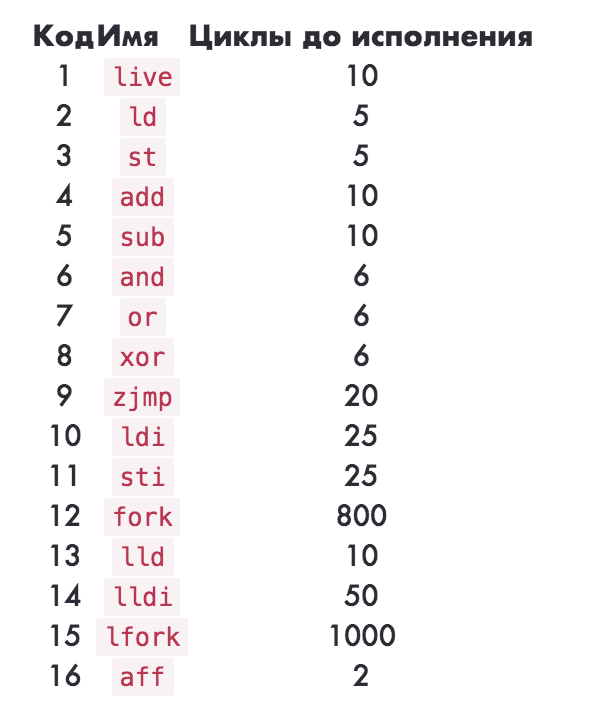 Код Имя Циклы до исполнения
1 live 10
2 ld 5
3 st 5
4 add 10
5 sub 10
6 and 6
7 or 6
8 xor 6
9 zjmp 20
10 ldi 25
11 sti 25
12 fork 800
13 lld 10
14 lldi 50
15 lfork 1000
16 aff 2